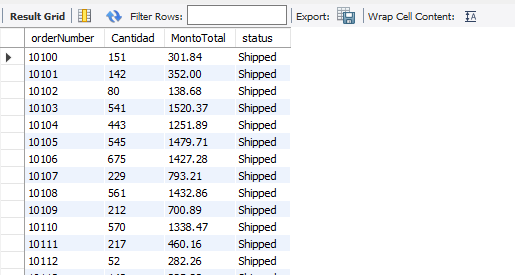 Result Grid Filter Rows: Export: Wrap Cell Content:
orderNumber Cantidad MontoTotal status
10100 151 301.84 Shipped
10101 142 352.00 Shipped
10102 80 138.68 Shipped
10103 541 1520.37 Shipped
10104 443 1251.89 Shipped
10105 545 1479.71 Shipped
10106 675 1427.28 Shipped
10107 229 793.21 Shipped
10108 561 1432.86 Shipped
10109 212 700.89 Shipped
10110 570 1338.47 Shipped
10111 217 460.16 Shipped
10112 52 282.26 Shipped